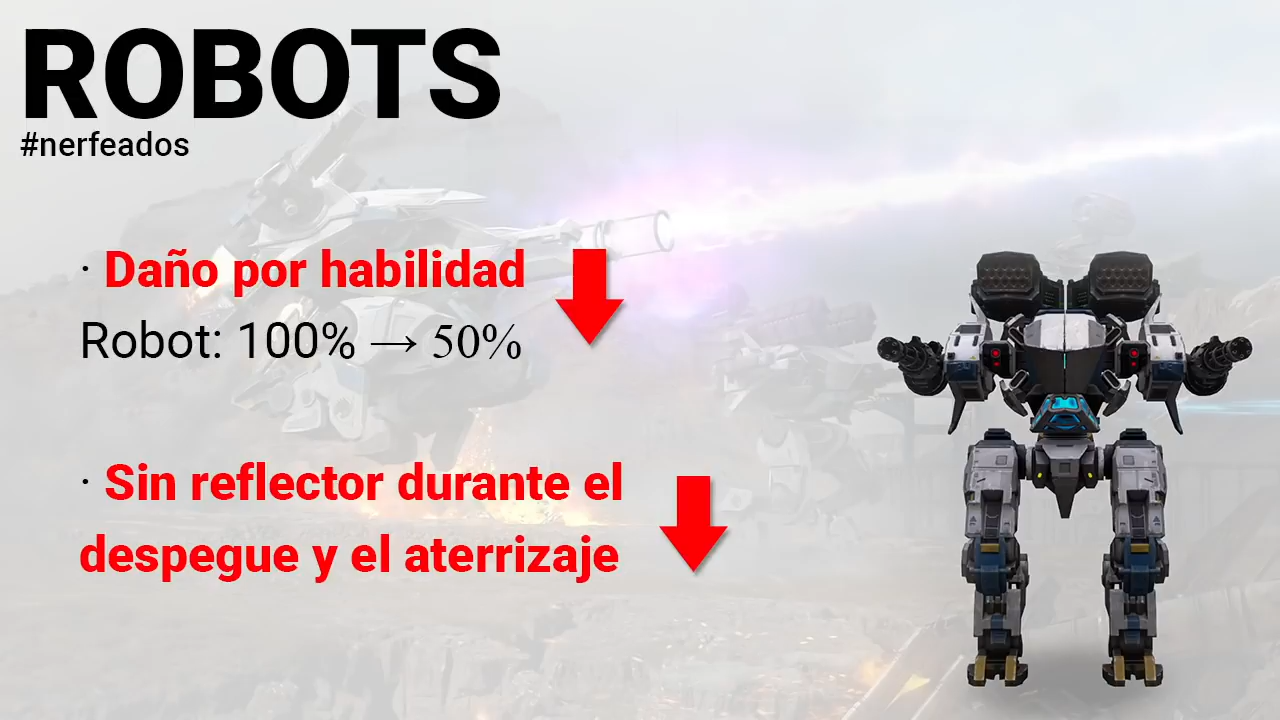 ROBOTS
#nerfeados
· Daño por habilidad
Robot: 100% → 50%
· Sin reflector durante el
despegue y el aterrizaje